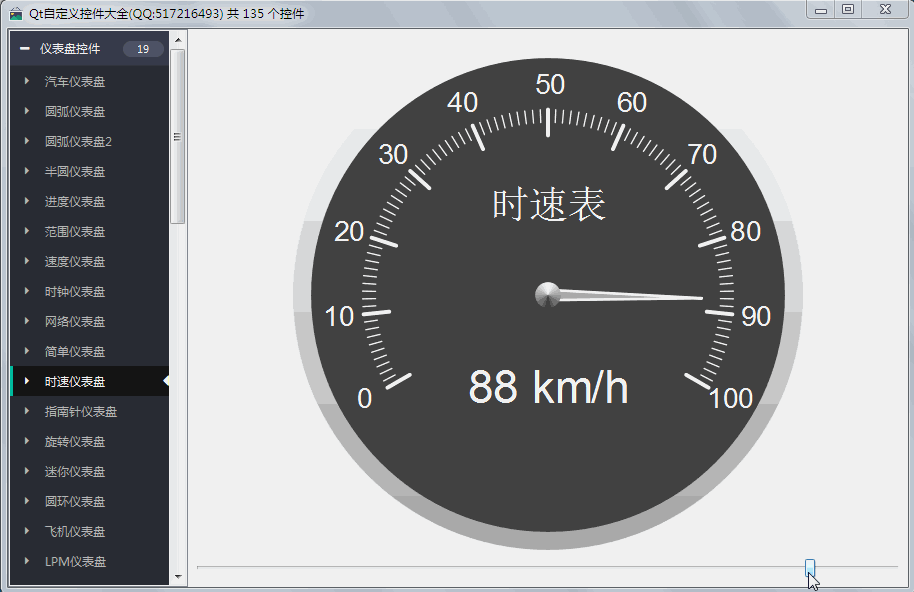 Qt自定义控件大全(QQ:517216493) 共 135 个控件
仪表盘控件 19
汽车仪表盘
圆弧仪表盘
圆弧仪表盘2
半圆仪表盘
进度仪表盘
范围仪表盘
速度仪表盘
时钟仪表盘
网络仪表盘
简单仪表盘
时速仪表盘
指南针仪表盘
旋转仪表盘
迷你仪表盘
圆环仪表盘
飞机仪表盘
LPM仪表盘
50
40
60
30
70
时速表
20
80
10
90
88 km/h
0
100